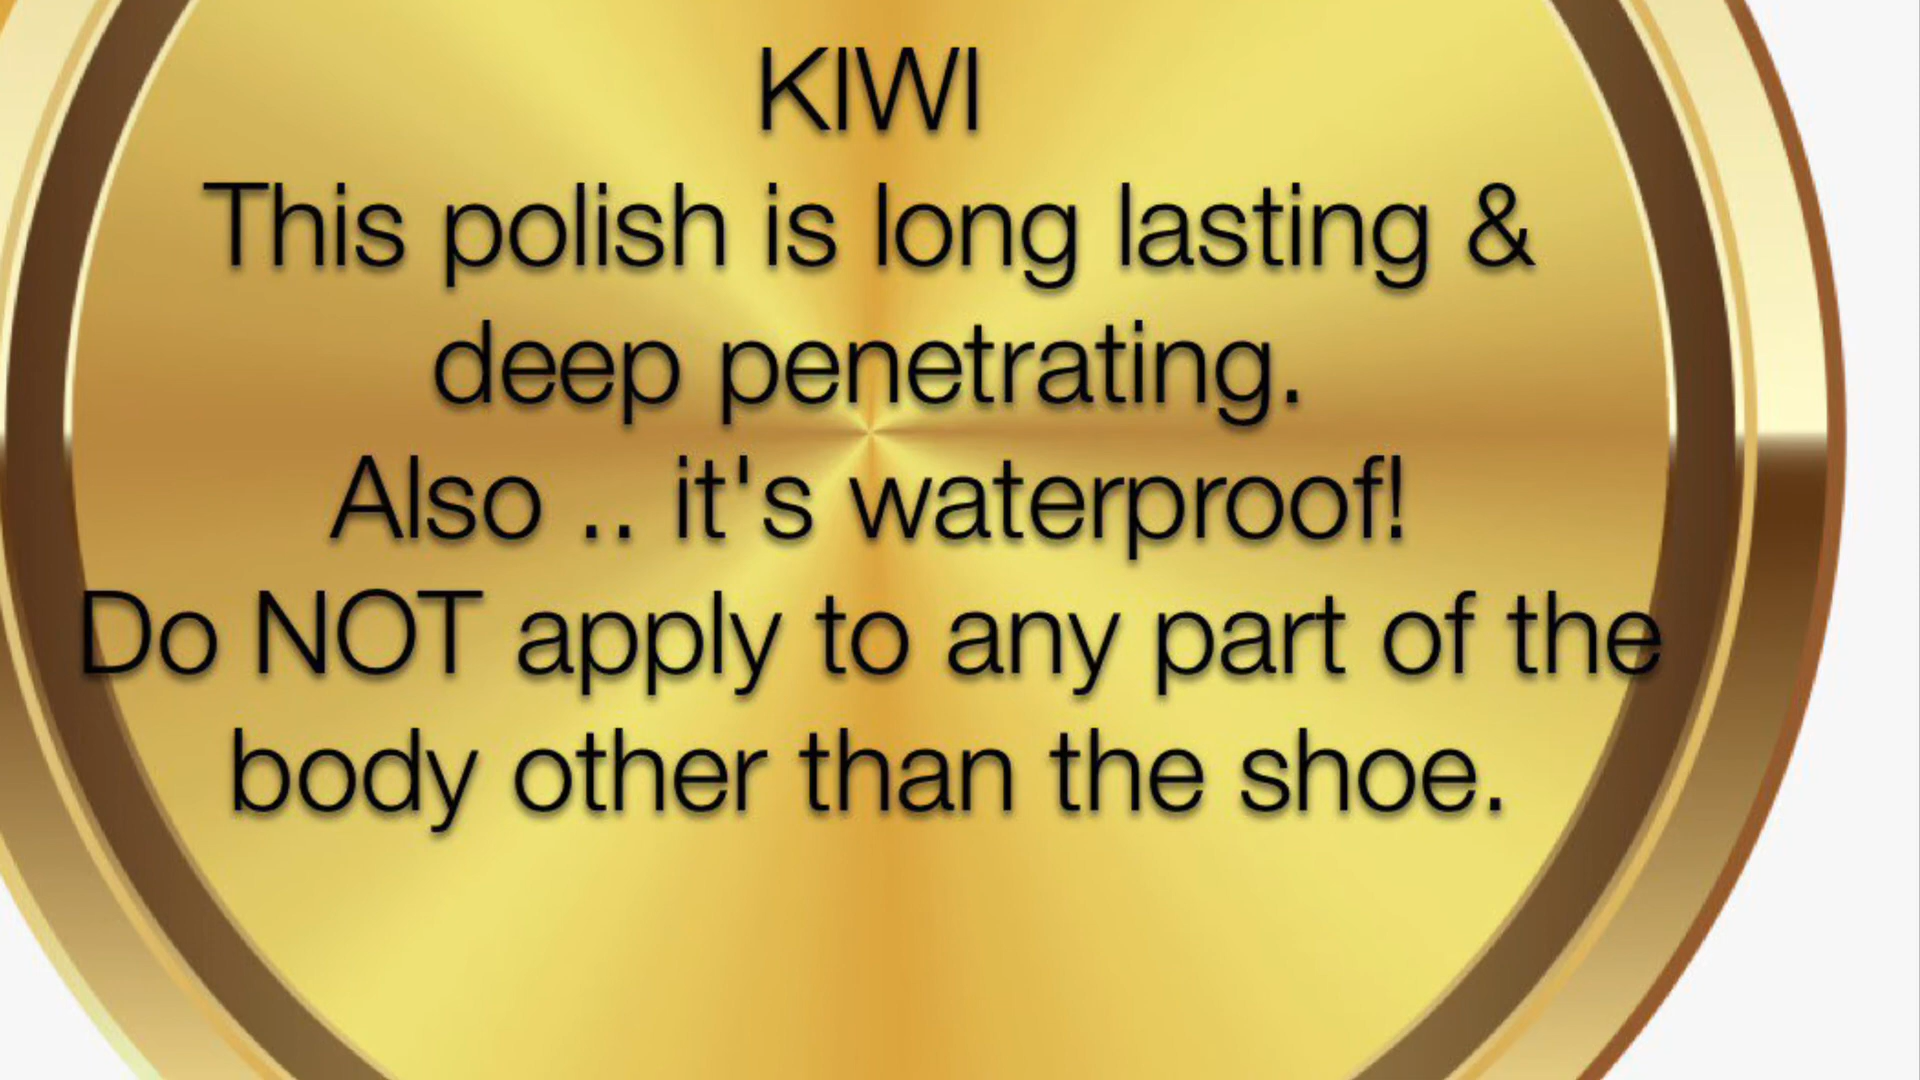 KIWI
This polish is long lasting &
deep penetrating.
Also .. it's waterproof!
Do NOT apply to any part of the
body other than the shoe.